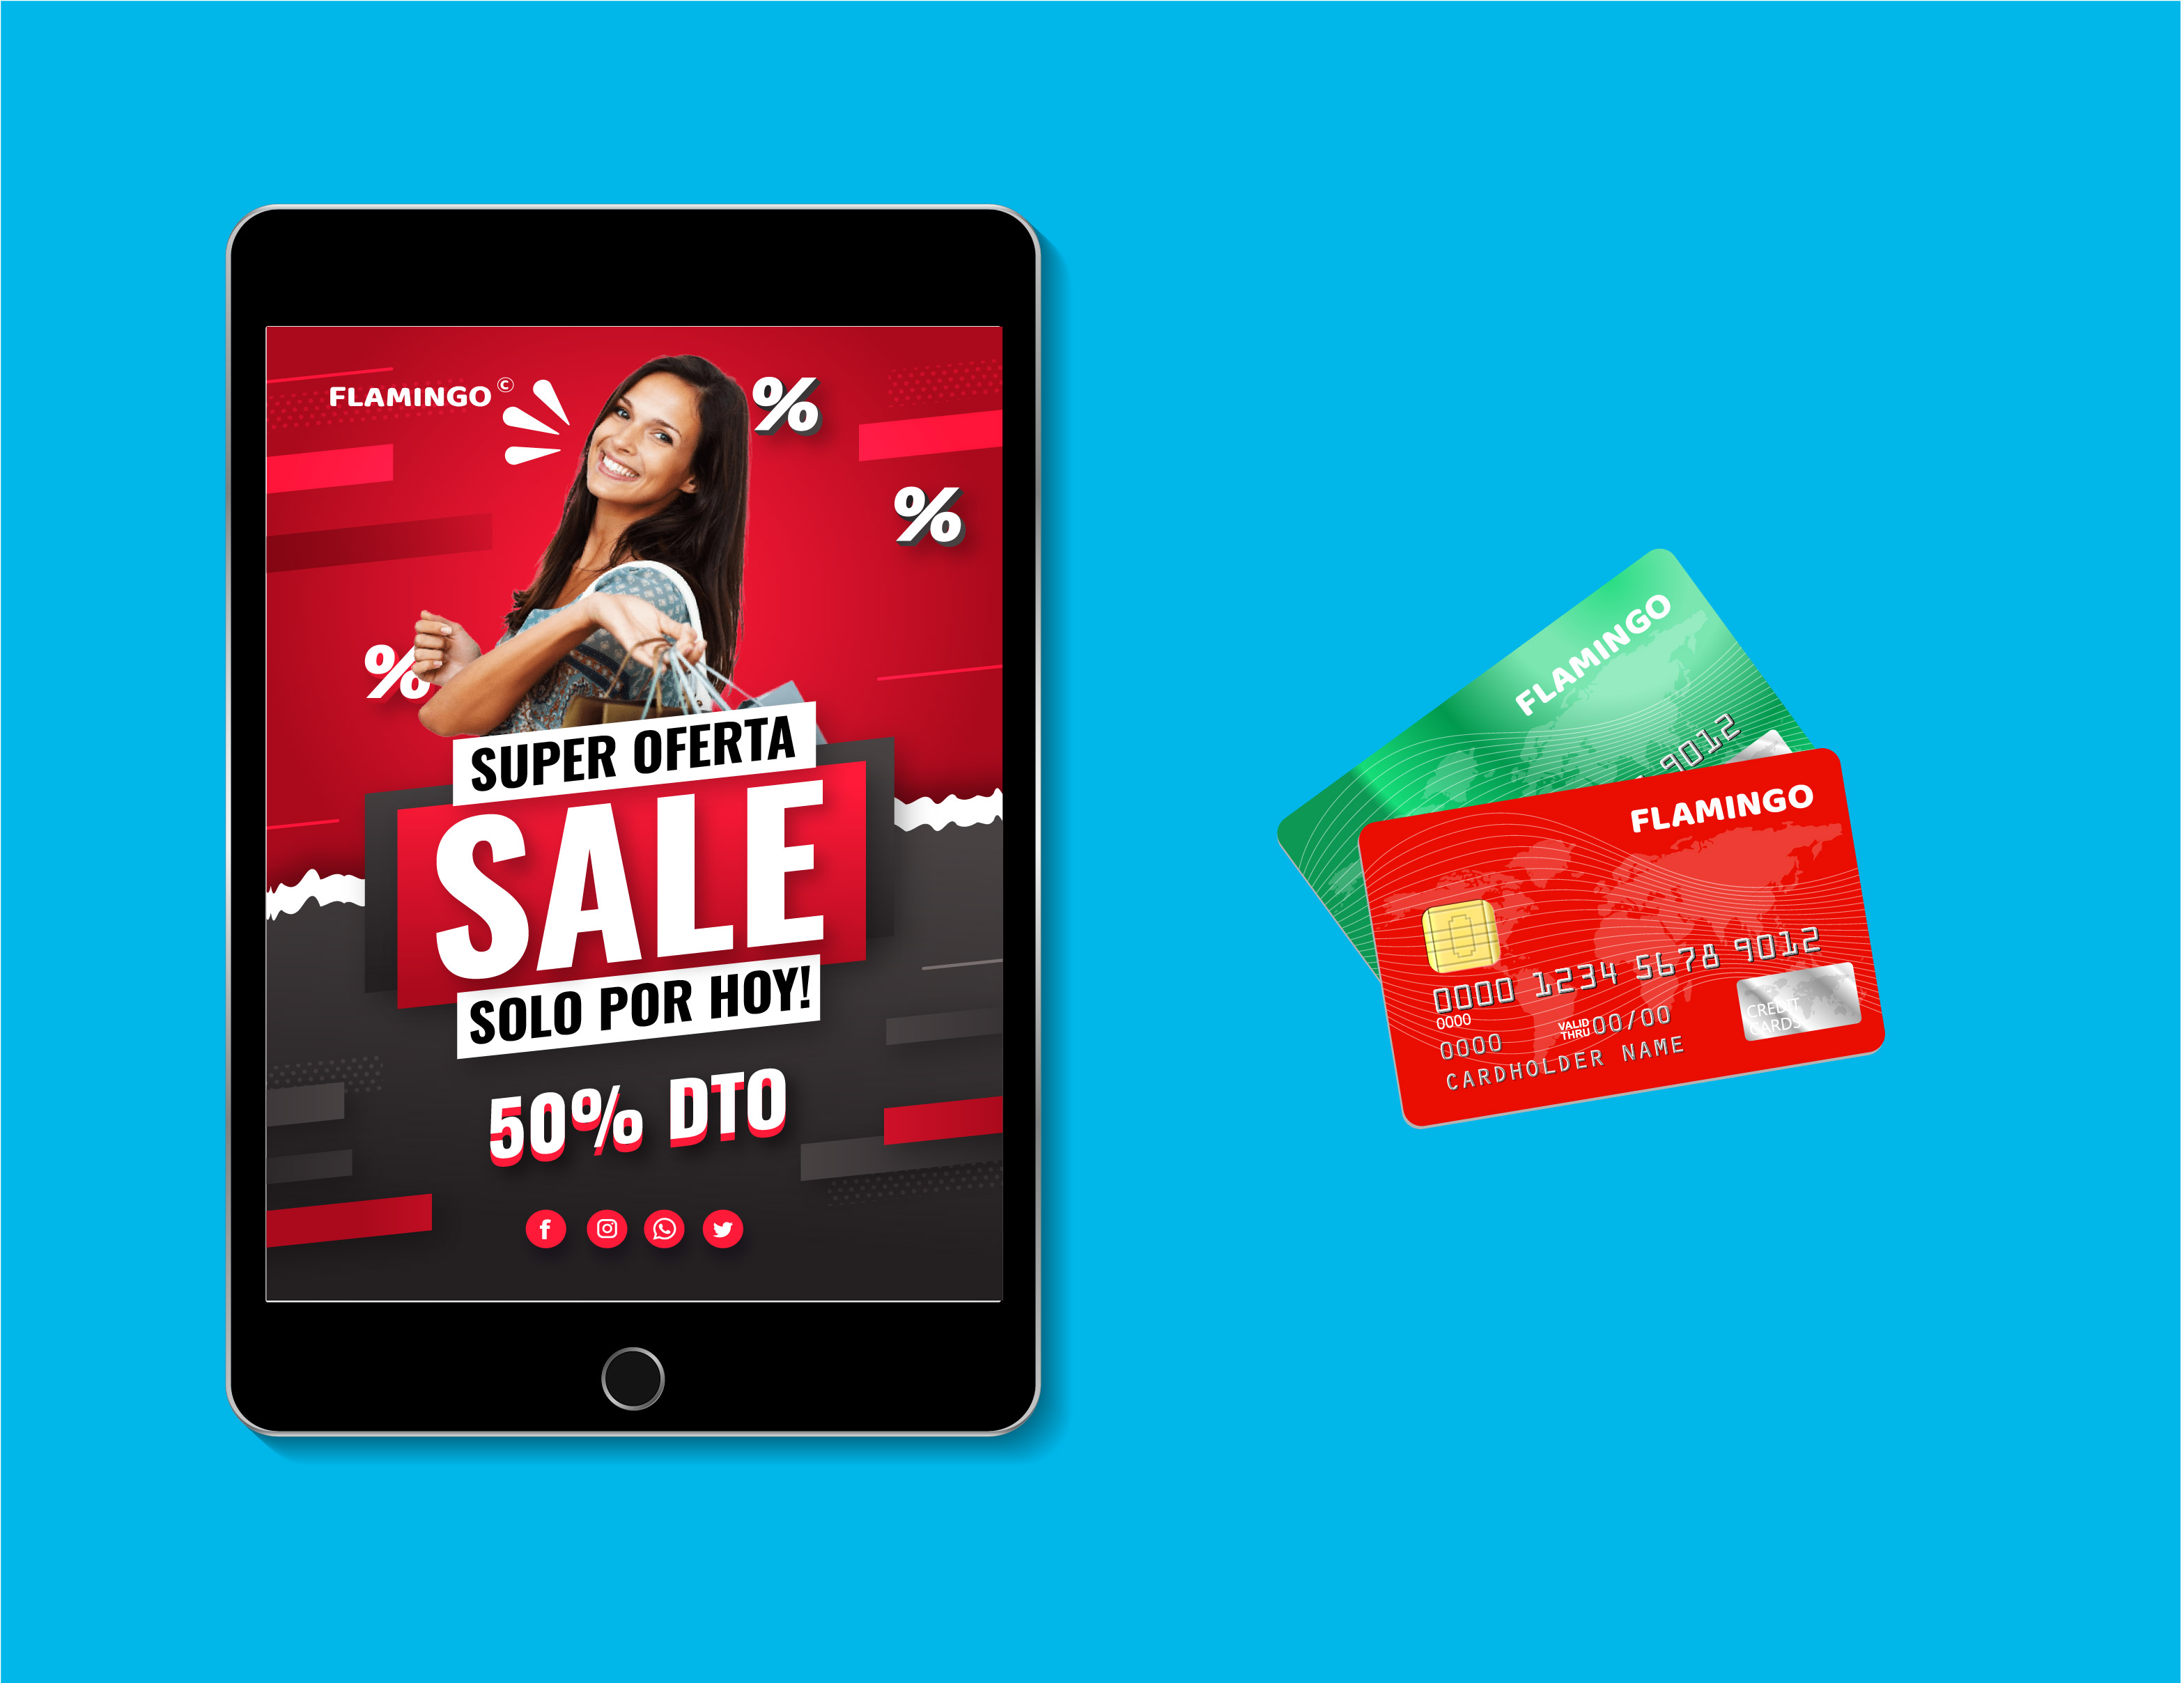 FLAMINGO ©
%
%
%
SUPER OFERTA
SALE
SOLO POR HOY!
50% DTO
FLAMINGO
9012
FLAMINGO
0000 1234 5678 9012
0000
VALID
THRU 00/00
0000
CARDHOLDER NAME
CREDIT
CARDS